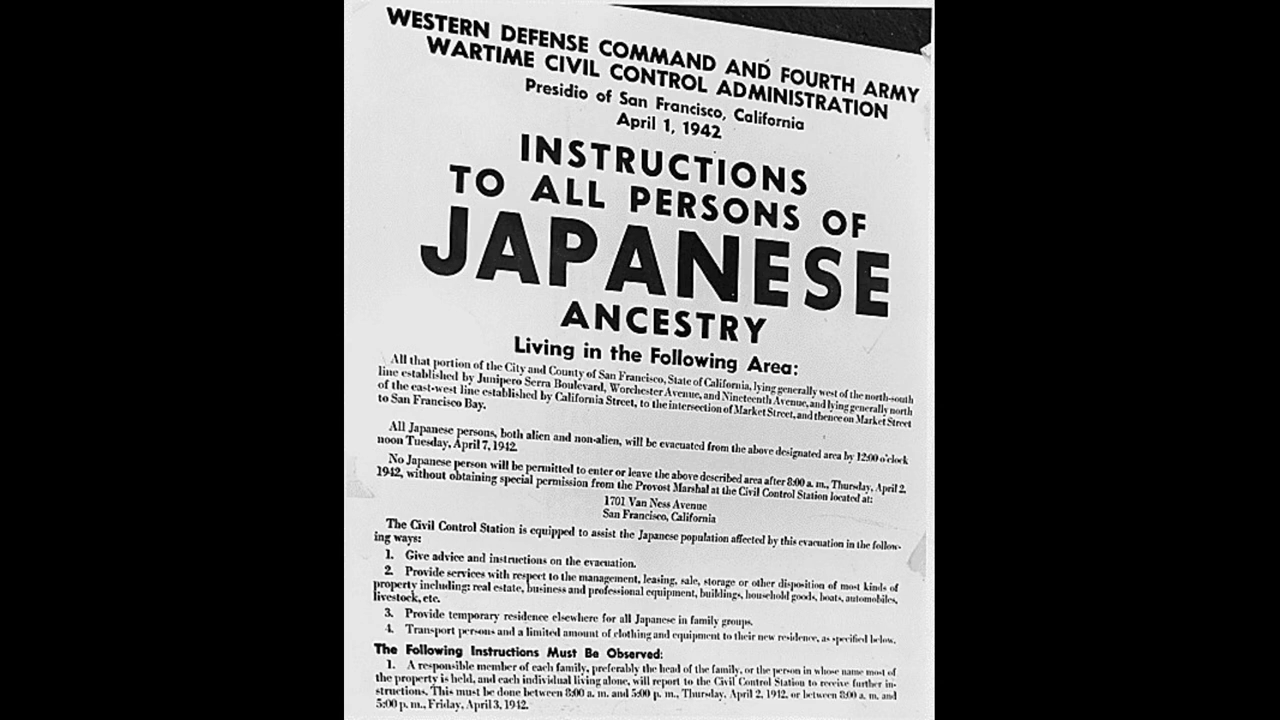 WESTERN DEFENSE COMMAND AND FOURTH ARMY
WARTIME CIVIL CONTROL ADMINISTRATION
Presidio of San Francisco, California
April 1, 1942
INSTRUCTIONS
TO ALL PERSONS OF
JAPANESE
ANCESTRY
Living in the Following Area:
All that portion of the City and County of San Francisco, State of California, lying generally west of the north-south
line established by Junipero Serra Boulevard, Worchester Avenue, and Nineteenth Avenue, and lying generally north
of the east-west line established by California Street, to the intersection of Market Street, and thence on Market Street
to San Francisco Bay.
All Japanese persons, both alien and non-alien, will be evacuated from the above designated area by 12:00 o'clock
noon Tuesday, April 7, 1942.
No Japanese person will be permitted to enter or leave the above described area after 8:00 a. m., Thursday, April 2,
1942, without obtaining special permission from the Provost Marshal at the Civil Control Station located at:
1701 Van Ness Avenue
San Francisco, California
The Civil Control Station is equipped to assist the Japanese population affected by this evacuation in the follow-
ing ways:
1. Give advice and instructions on the evacuation.
2. Provide services with respect to the management, leasing, sale, storage or other disposition of most kinds of
property including: real estate, business and professional equipment, buildings, household goods, boats, automobiles,
livestock, etc.
3. Provide temporary residence elsewhere for all Japanese in family groups.
4. Transport persons and a limited amount of clothing and equipment to their new residence, as specified below.
The Following Instructions Must Be Observed:
1. A responsible member of each family, preferably the head of the family, or the person in whose name most of
the property is held, and each individual living alone, will report to the Civil Control Station to receive further in-
structions. This must be done between 8:00 a. m. and 5:00 p. m., Thursday, April 2, 1942, or between 8:00 a. m. and
5:00 p. m., Friday, April 3, 1942.